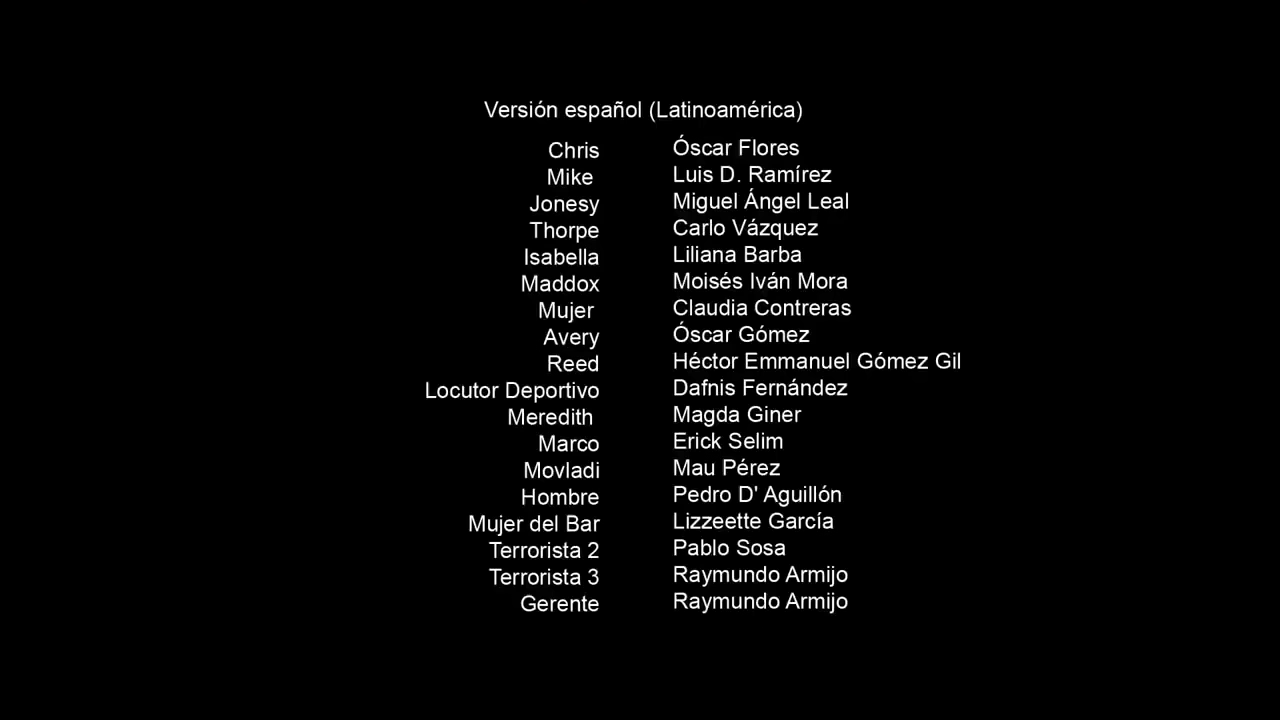 Versión español (Latinoamérica)
Chris Óscar Flores
Mike Luis D. Ramírez
Jonesy Miguel Ángel Leal
Thorpe Carlo Vázquez
Isabella Liliana Barba
Maddox Moisés Iván Mora
Mujer Claudia Contreras
Avery Óscar Gómez
Reed Héctor Emmanuel Gómez Gil
Locutor Deportivo Dafnis Fernández
Meredith Magda Giner
Marco Erick Selim
Movladi Mau Pérez
Hombre Pedro D' Aguillón
Mujer del Bar Lizzeette García
Terrorista 2 Pablo Sosa
Terrorista 3 Raymundo Armijo
Gerente Raymundo Armijo